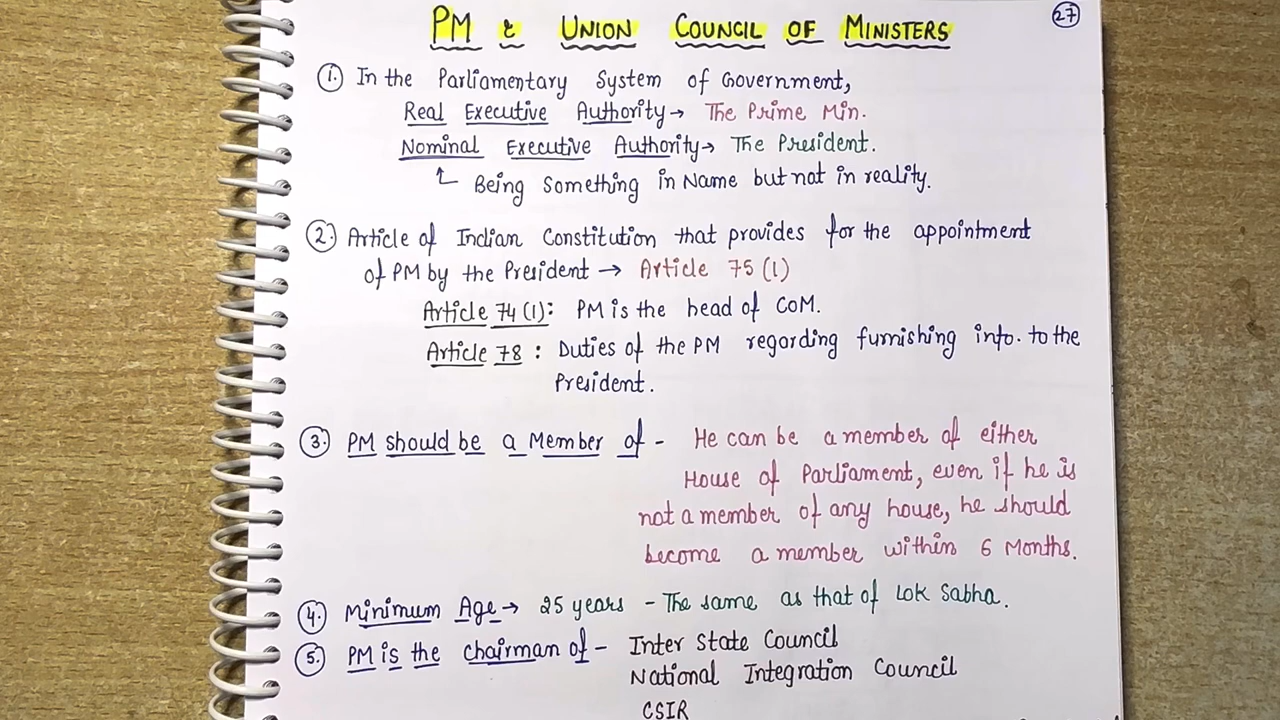 PM & UNION COUNCIL OF MINISTERS
27
1. In the Parliamentary System of Government,
Real Executive Authority → The Prime Min.
Nominal Executive Authority → The President.
Being something in Name but not in reality.
2. Article of Indian Constitution that provides for the appointment
of PM by the President → Article 75 (1)
Article 74 (1): PM is the head of COM.
Article 78 : Duties of the PM regarding furnishing info. to the
President.
3. PM should be a Member of - He can be a member of either
House of Parliament, even if he is
not a member of any house, he should
become a member within 6 Months.
4. Minimum Age → 25 years - The same as that of Lok Sabha.
5. PM is the chairman of - Inter State Council
National Integration Council
CSIR